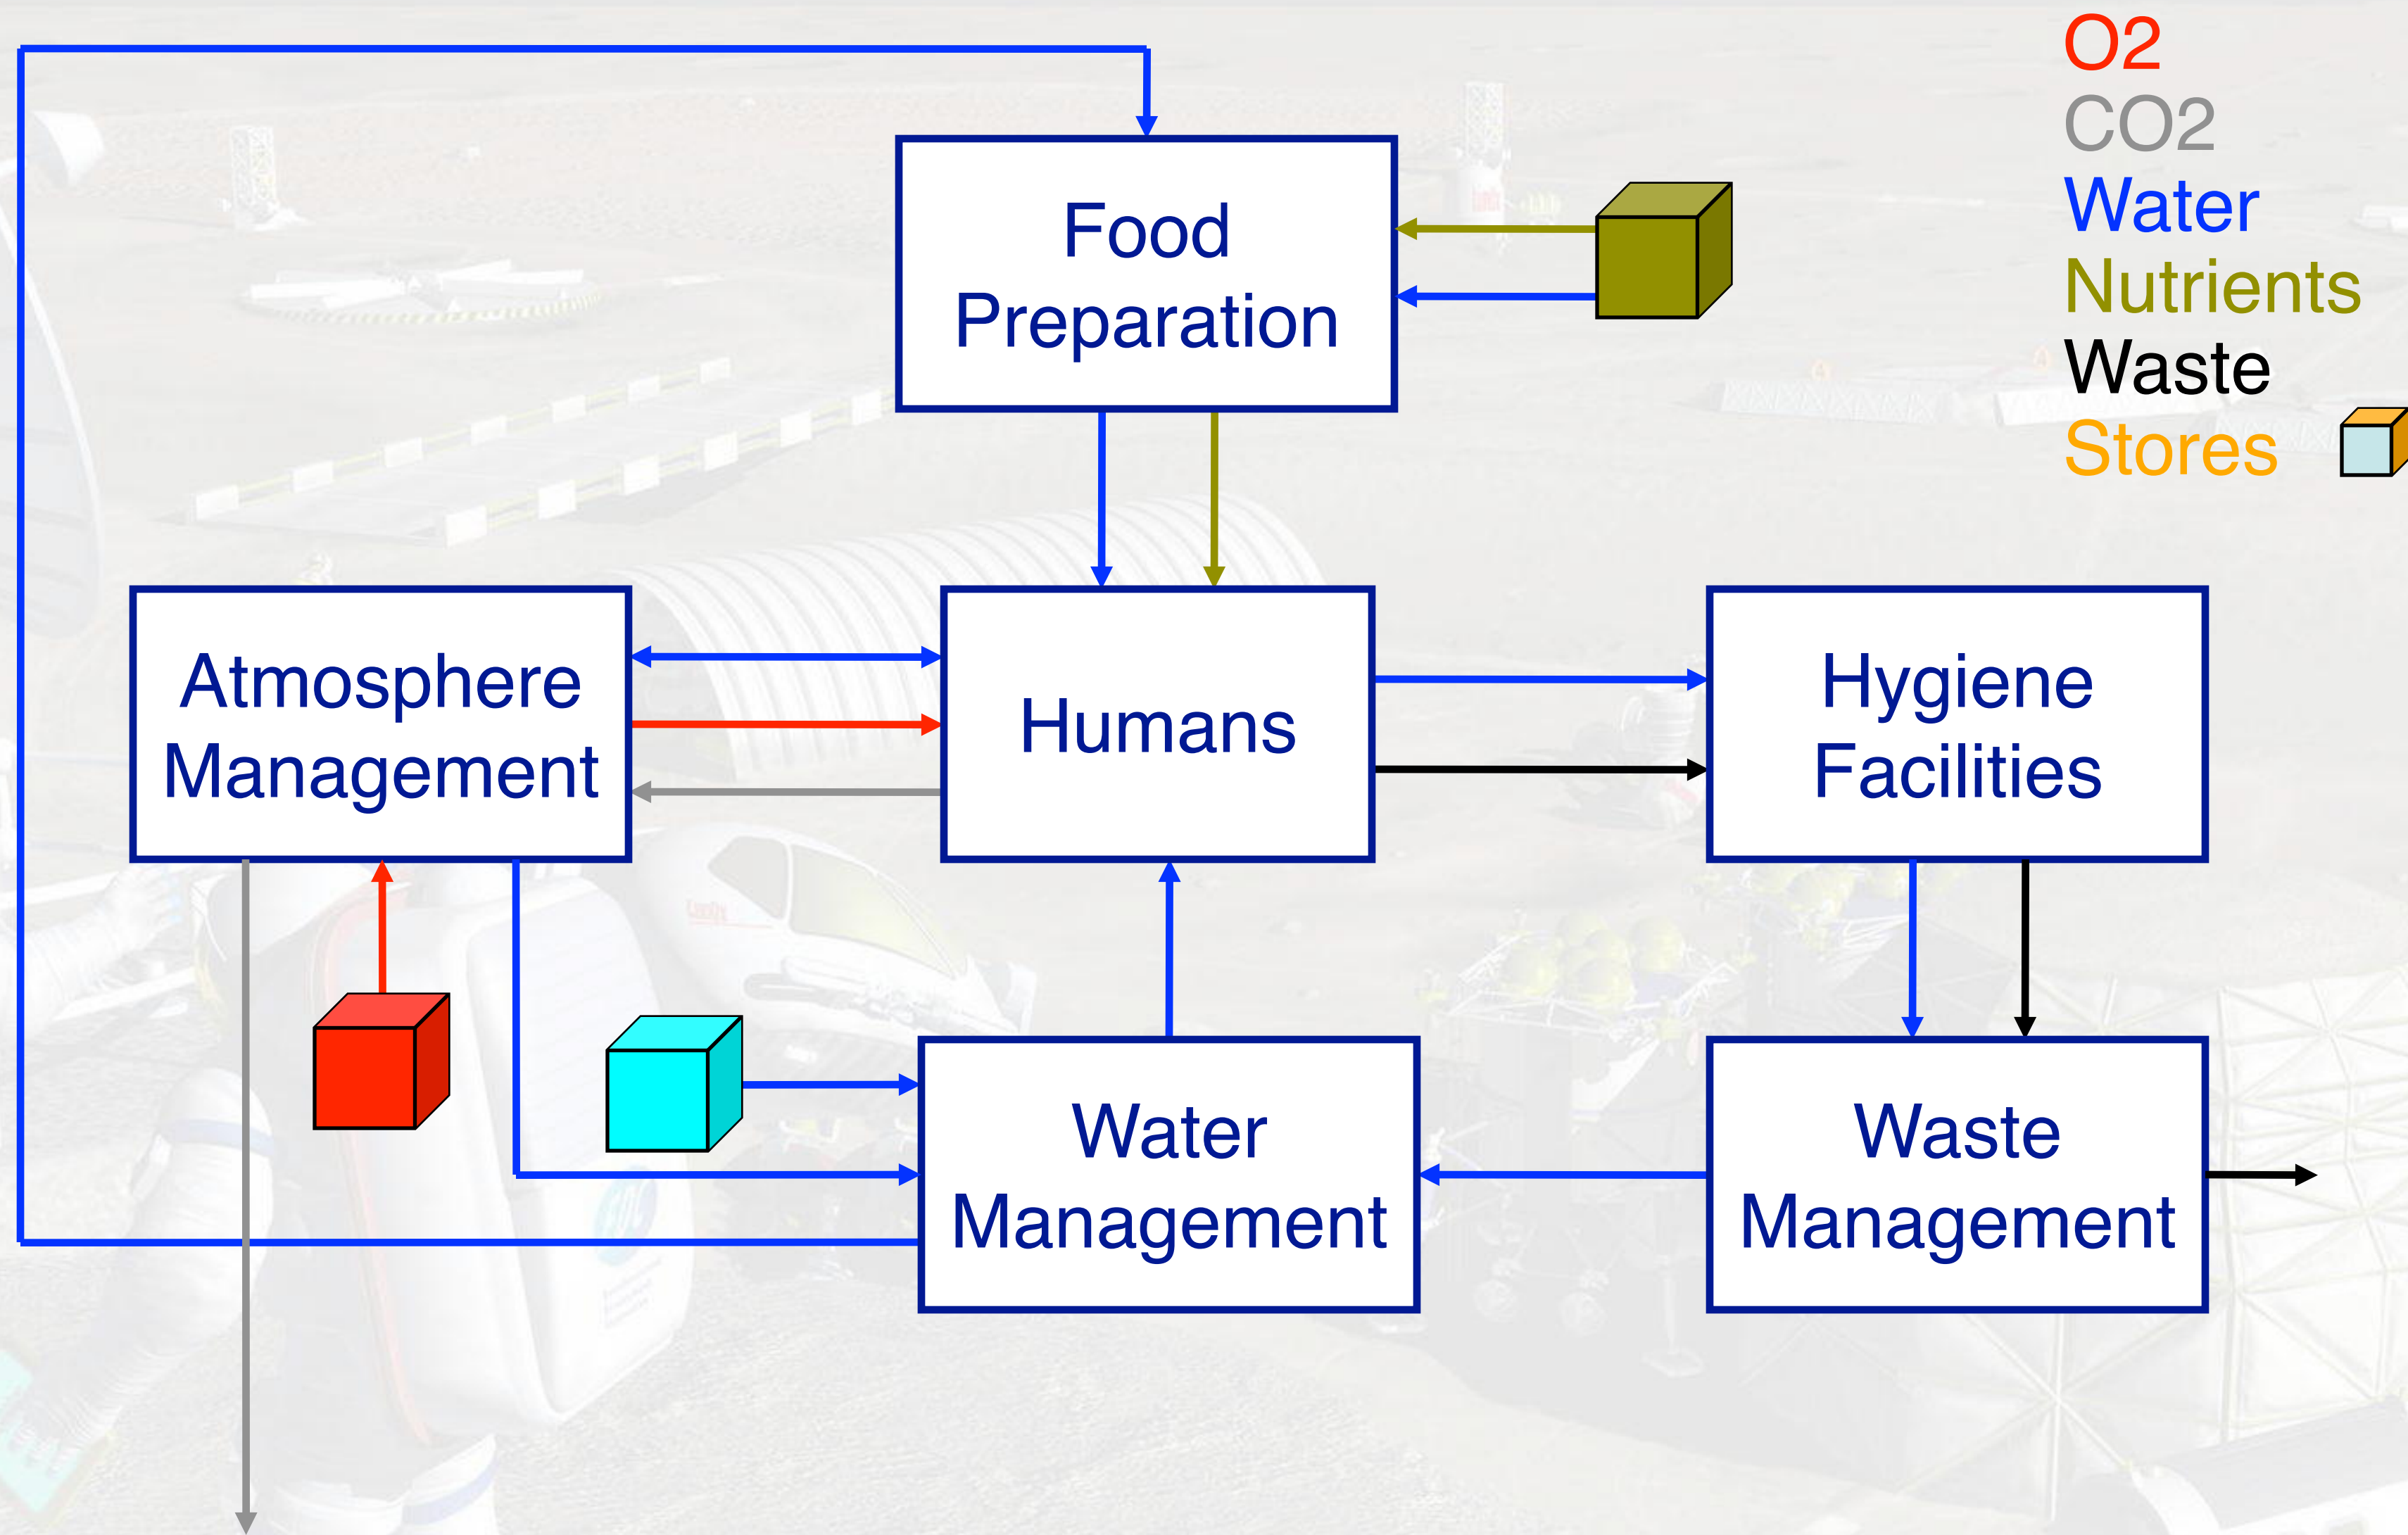 O2
CO2
Water
Nutrients
Waste
Stores
Food
Preparation
Atmosphere
Management
Humans
Hygiene
Facilities
Water
Management
Waste
Management